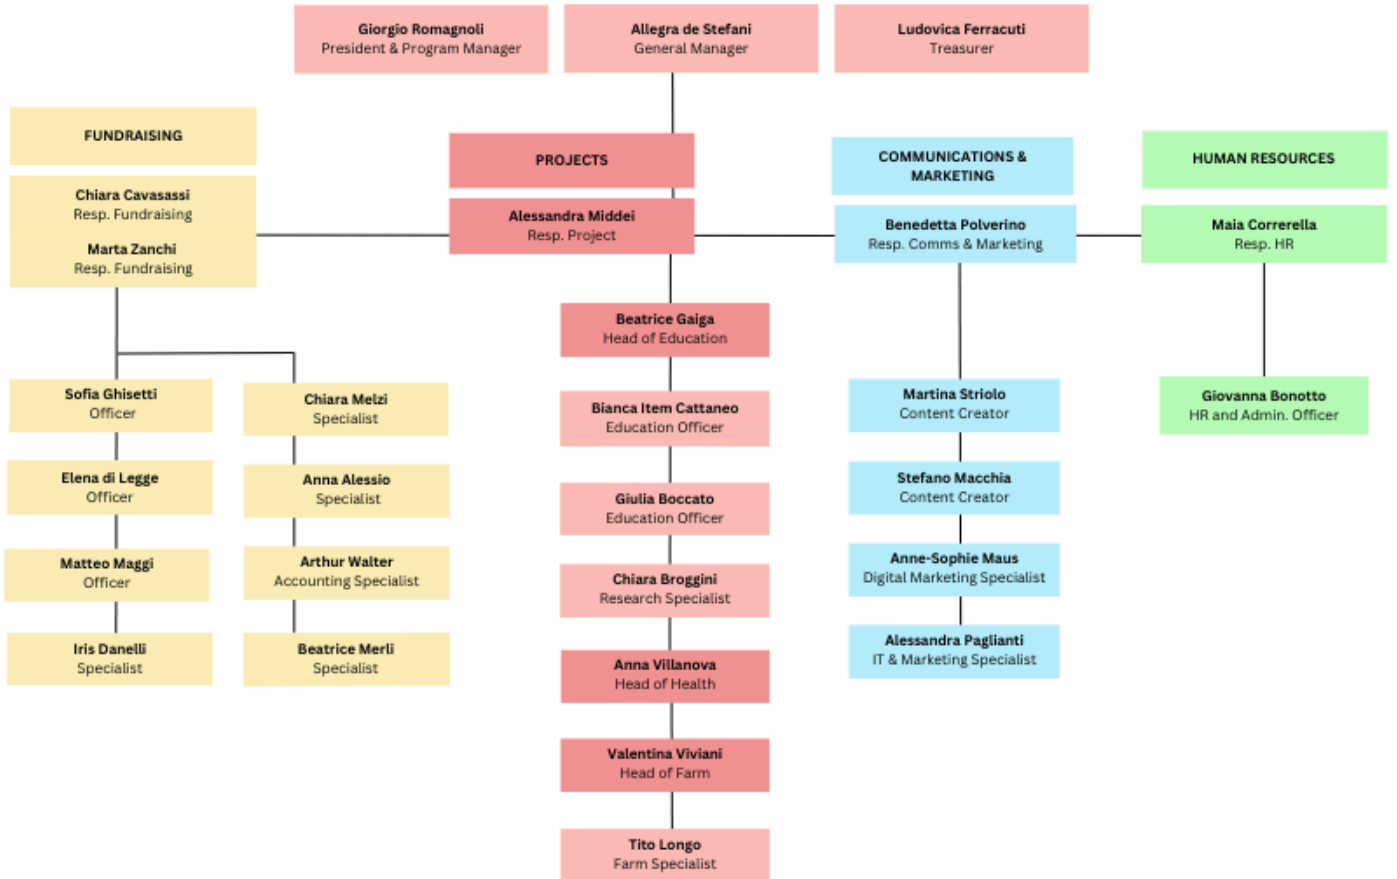 Giorgio Romagnoli
President & Program Manager
Allegra de Stefani
General Manager
Ludovica Ferracuti
Treasurer
FUNDRAISING
Chiara Cavasassi
Resp. Fundraising
Marta Zanchi
Resp. Fundraising
Sofia Ghisetti
Officer
Elena di Legge
Officer
Matteo Maggi
Officer
Iris Danelli
Specialist
Chiara Melzi
Specialist
Anna Alessio
Specialist
Arthur Walter
Accounting Specialist
Beatrice Merli
Specialist
PROJECTS
Alessandra Middei
Resp. Project
Beatrice Gaiga
Head of Education
Bianca Item Cattaneo
Education Officer
Giulia Boccato
Education Officer
Chiara Broggini
Research Specialist
Anna Villanova
Head of Health
Valentina Viviani
Head of Farm
Tito Longo
Farm Specialist
COMMUNICATIONS &
MARKETING
Benedetta Polverino
Resp. Comms & Marketing
Martina Striolo
Content Creator
Stefano Macchia
Content Creator
Anne-Sophie Maus
Digital Marketing Specialist
Alessandra Paglianti
IT & Marketing Specialist
HUMAN RESOURCES
Maia Correrella
Resp. HR
Giovanna Bonotto
HR and Admin. Officer